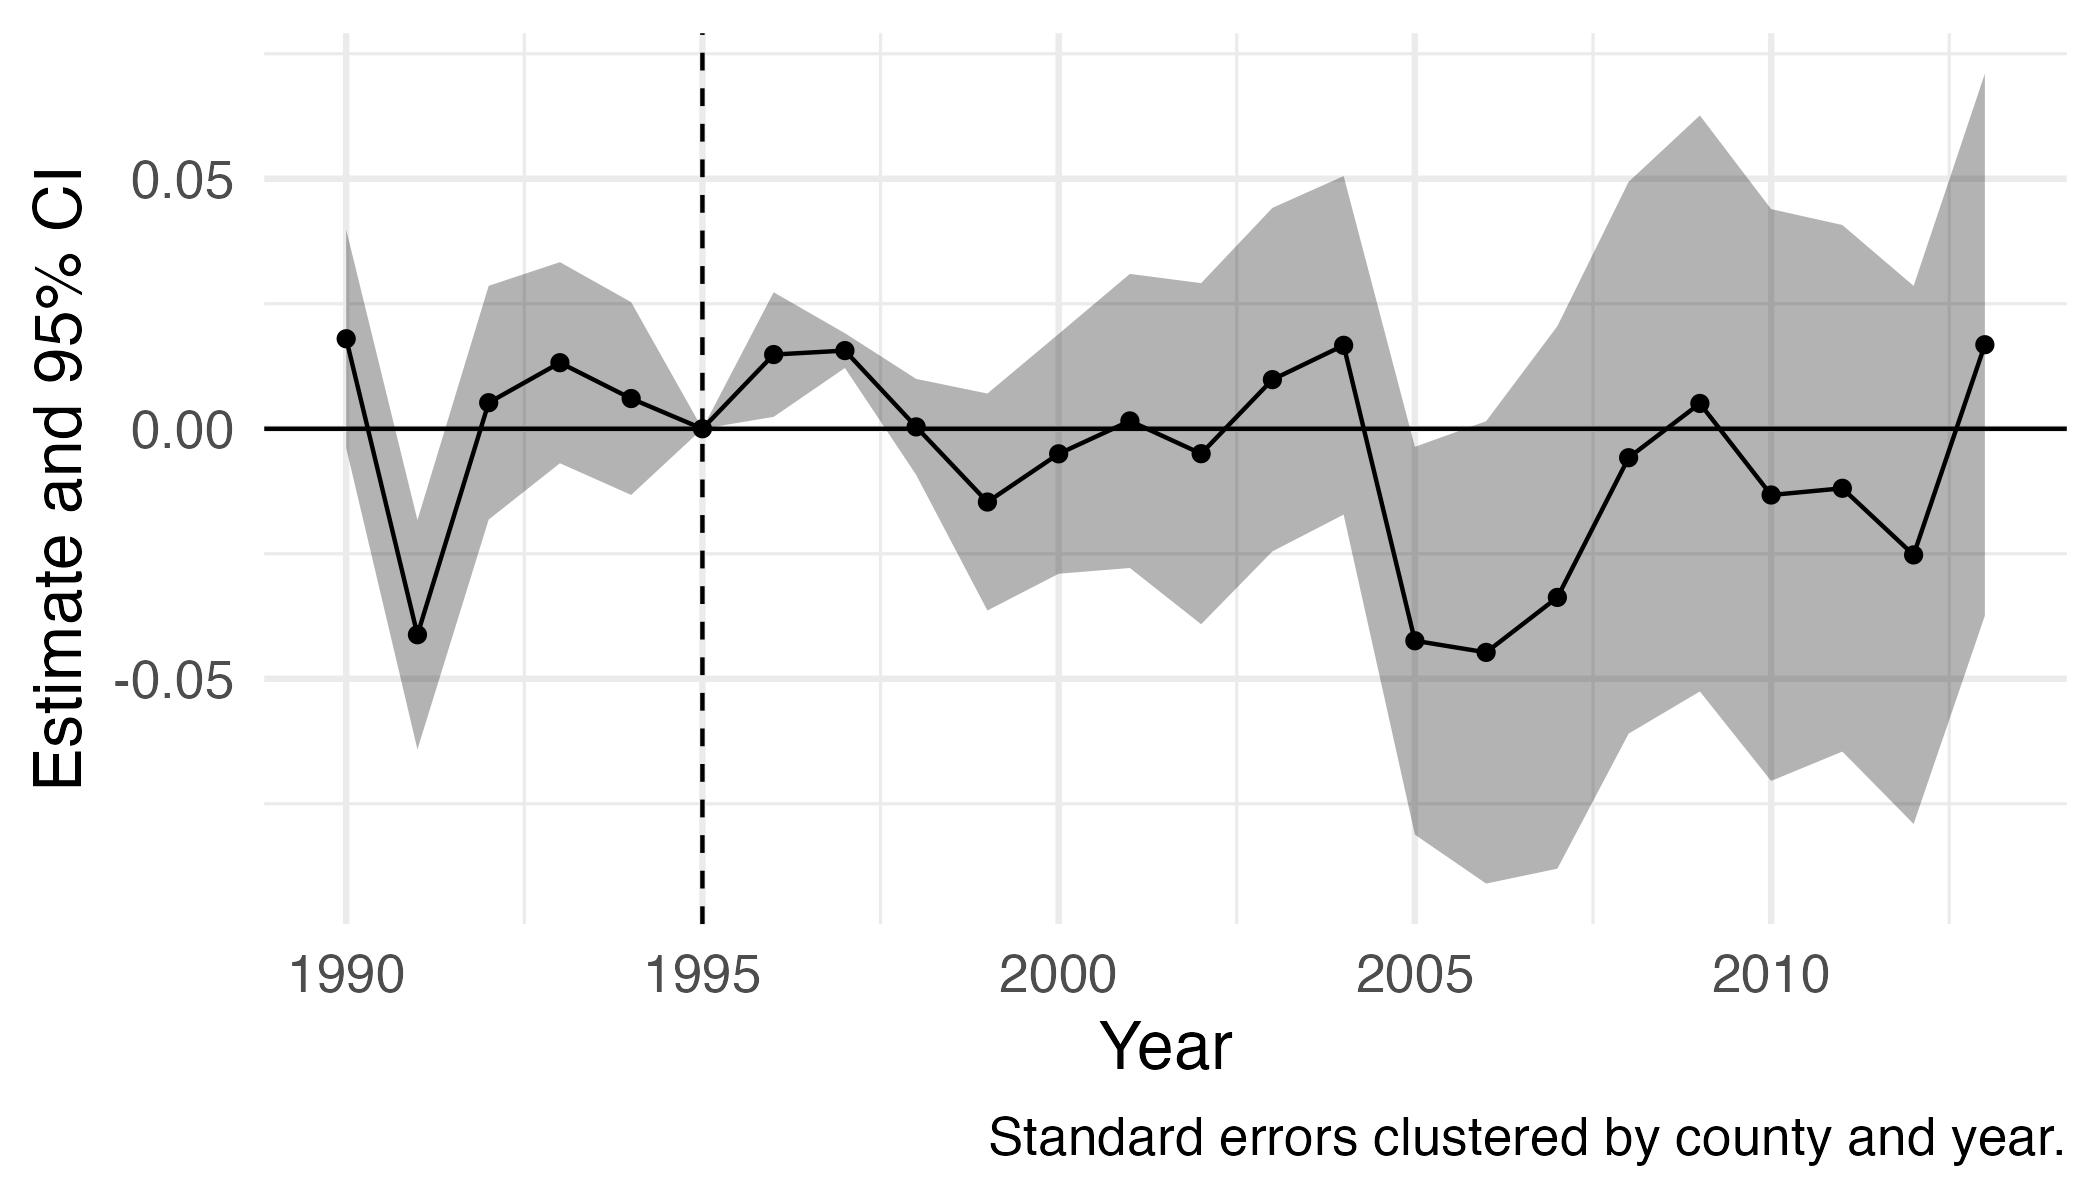 Estimate and 95% CI
0.05
0.00
-0.05
1990 1995 2000 2005 2010
Year
Standard errors clustered by county and year.